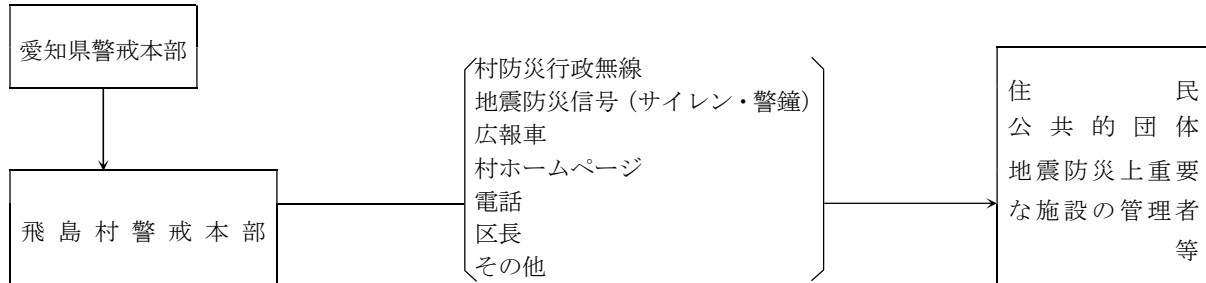 愛知県警戒本部
飛島村警戒本部
村防災行政無線
地震防災信号（サイレン・警鐘）
広報車
村ホームページ
電話
区長
その他
住民
公共的団体
地震防災上重要
な施設の管理者
等